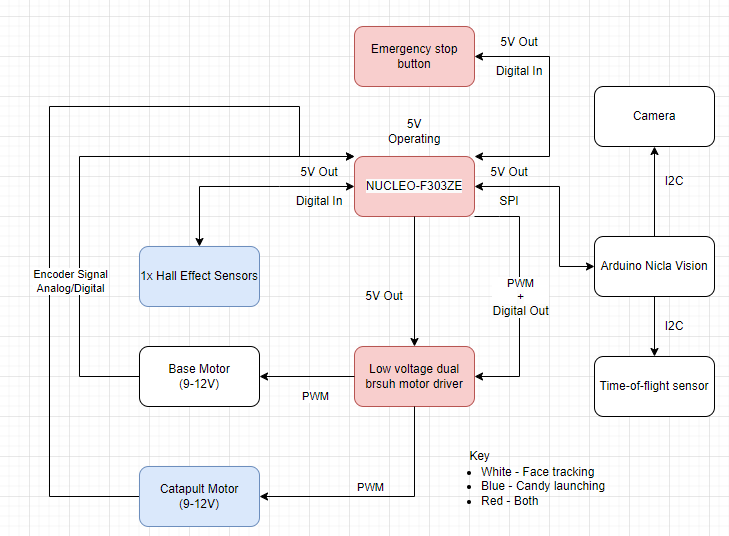 Emergency stop
button
5V Out
Digital In
Camera
5V
Operating
I2C
5V Out
NUCLEO-F303ZE
5V Out
Digital In
SPI
1x Hall Effect Sensors
Encoder Signal
Analog/Digital
5V Out
PWM
+
Digital Out
Arduino Nicla Vision
I2C
Base Motor
(9-12V)
PWM
Low voltage dual
brsuh motor driver
Time-of-flight sensor
Catapult Motor
(9-12V)
PWM
Key
• White - Face tracking
• Blue - Candy launching
• Red - Both